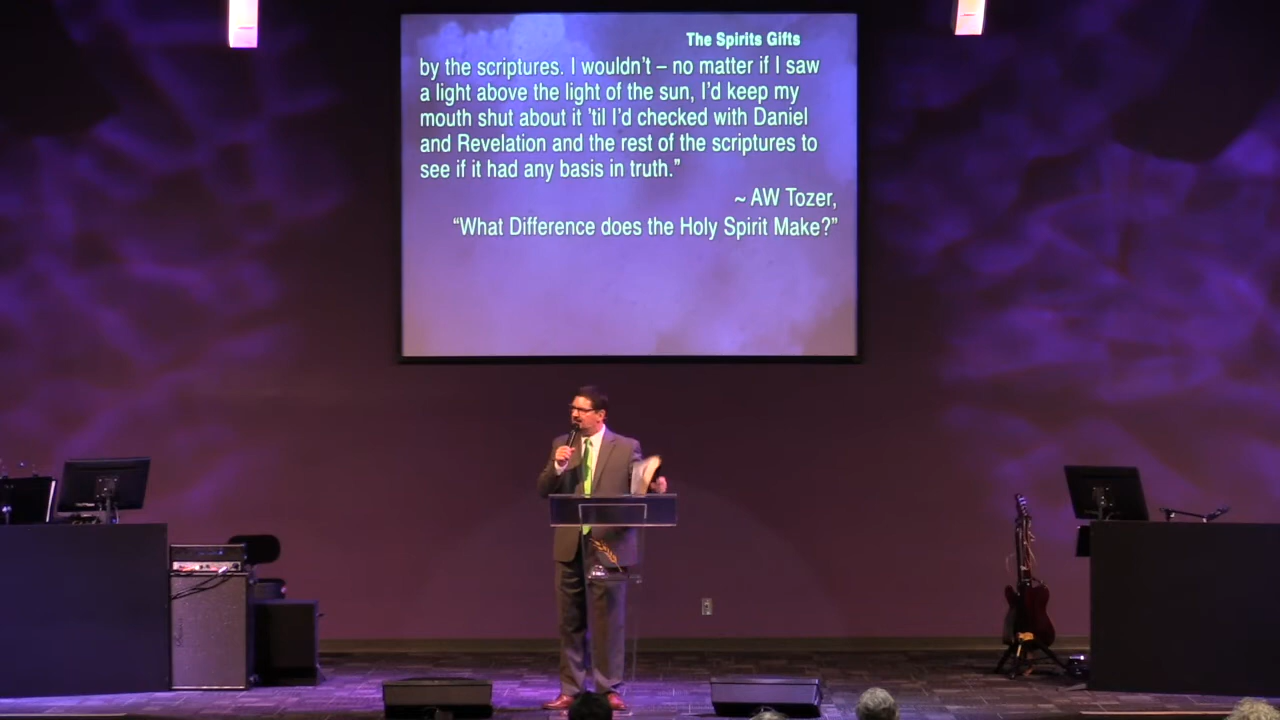 The Spirits Gifts
by the scriptures. I wouldn't – no matter if I saw
a light above the light of the sun, I'd keep my
mouth shut about it 'til I'd checked with Daniel
and Revelation and the rest of the scriptures to
see if it had any basis in truth.”
~ AW Tozer,
“What Difference does the Holy Spirit Make?”